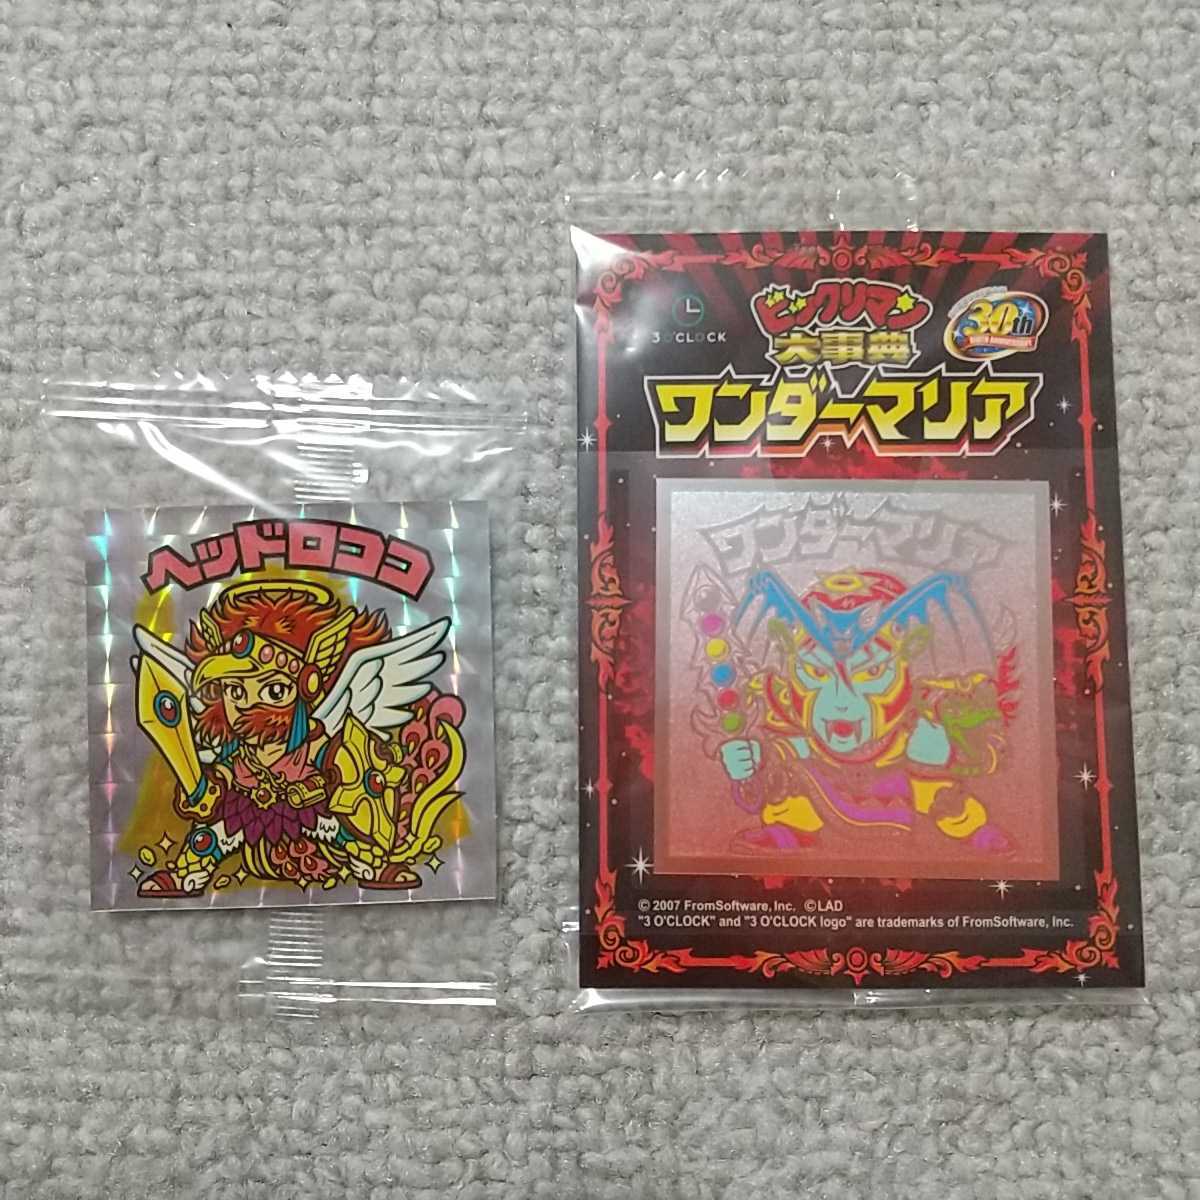 ヘッドロココ
3 O'CLOCK
ビックリマン
30th
大事典
ワンダーマリア
ワンダーマリア
© 2007 FromSoftware, Inc. ©LAD
"3 O'CLOCK" and "3 O'CLOCK logo" are trademarks of FromSoftware, Inc.